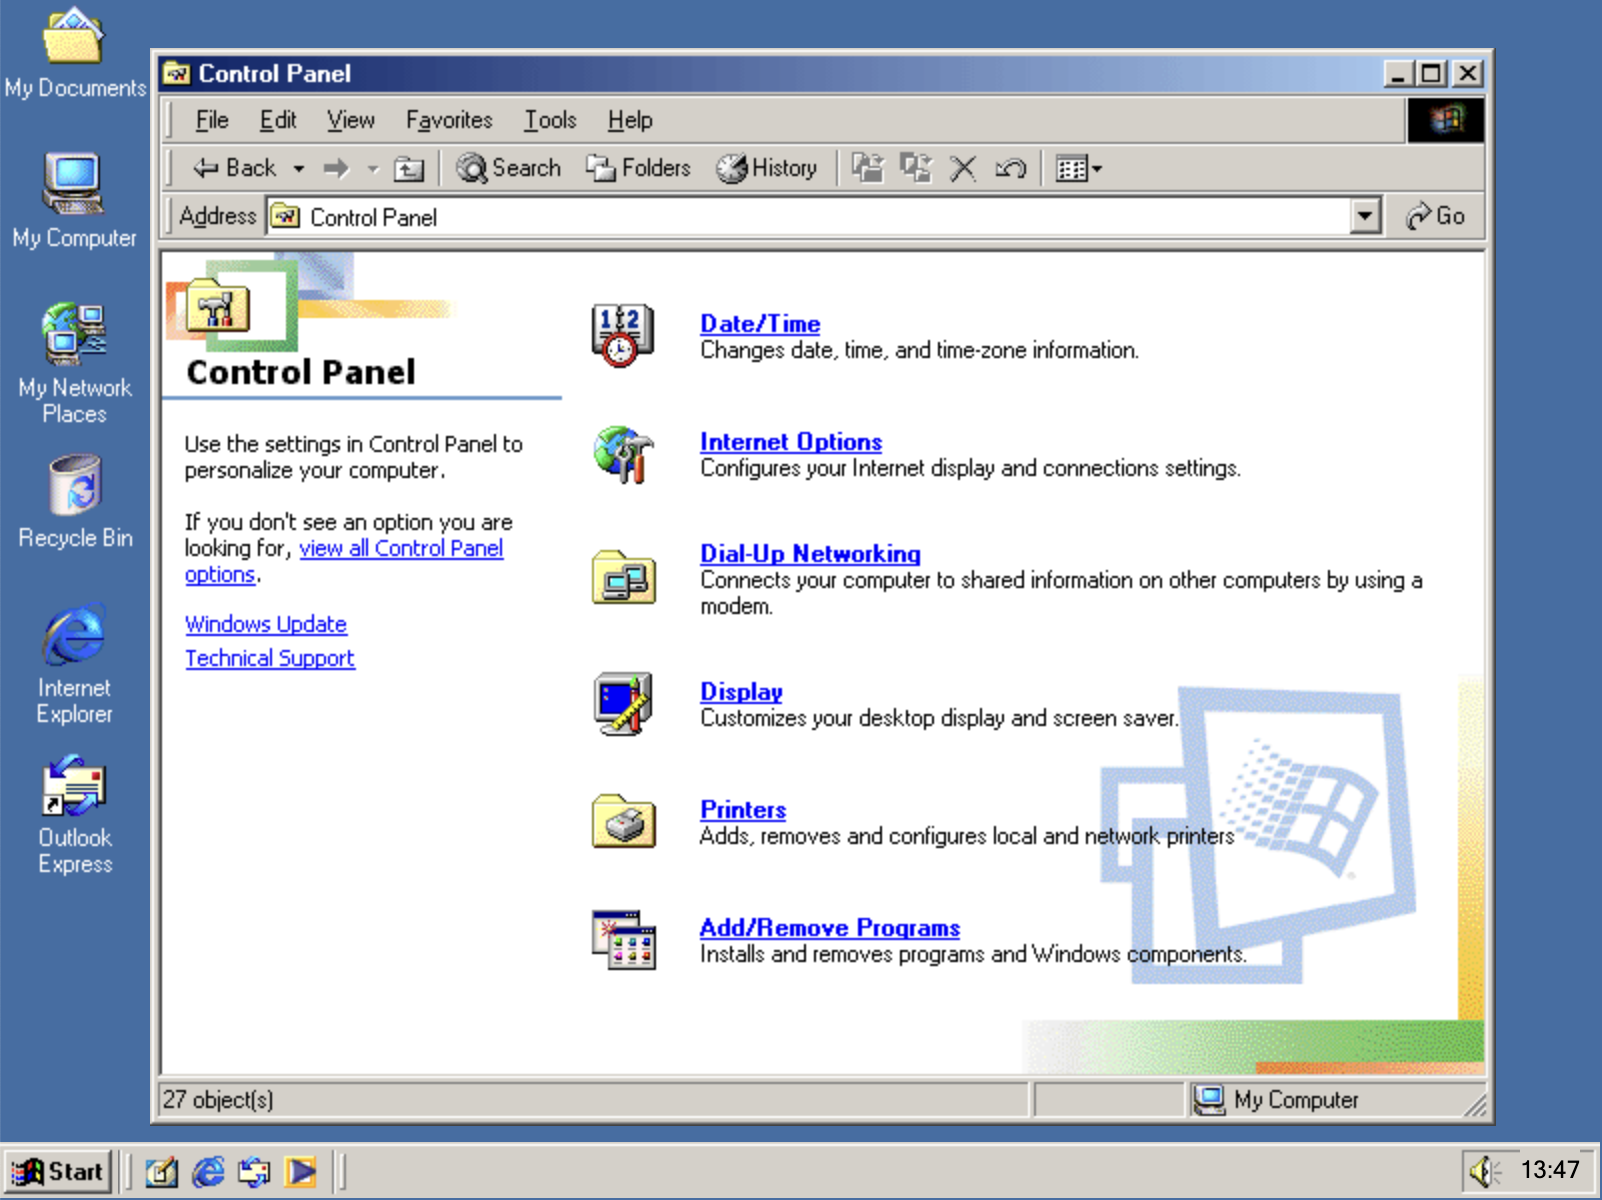 My Documents
My Computer
My Network
Places
Recycle Bin
Internet
Explorer
Outlook
Express
Control Panel
File Edit View Favorites Tools Help
Back Search Folders History
Address Control Panel Go
Control Panel
Use the settings in Control Panel to
personalize your computer.
If you don't see an option you are
looking for, view all Control Panel
options.
Windows Update
Technical Support
12
Date/Time
Changes date, time, and time-zone information.
Internet Options
Configures your Internet display and connections settings.
Dial-Up Networking
Connects your computer to shared information on other computers by using a
modem.
Display
Customizes your desktop display and screen saver.
Printers
Adds, removes and configures local and network printers
Add/Remove Programs
Installs and removes programs and Windows components.
27 object(s) My Computer
Start 13:47